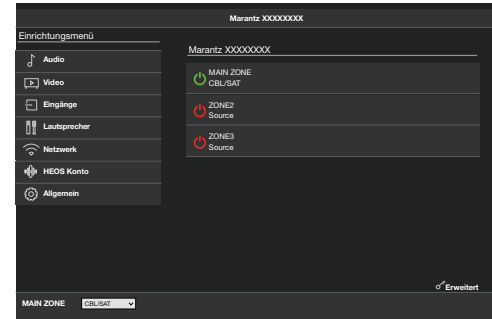 Marantz XXXXXXXX
Einrichtungsmenü
Audio
Video
Eingänge
Lautsprecher
Netzwerk
HEOS Konto
Allgemein
Marantz XXXXXXXX
MAIN ZONE
CBL/SAT
ZONE2
Source
ZONE3
Source
Erweitert
MAIN ZONE CBL/SAT